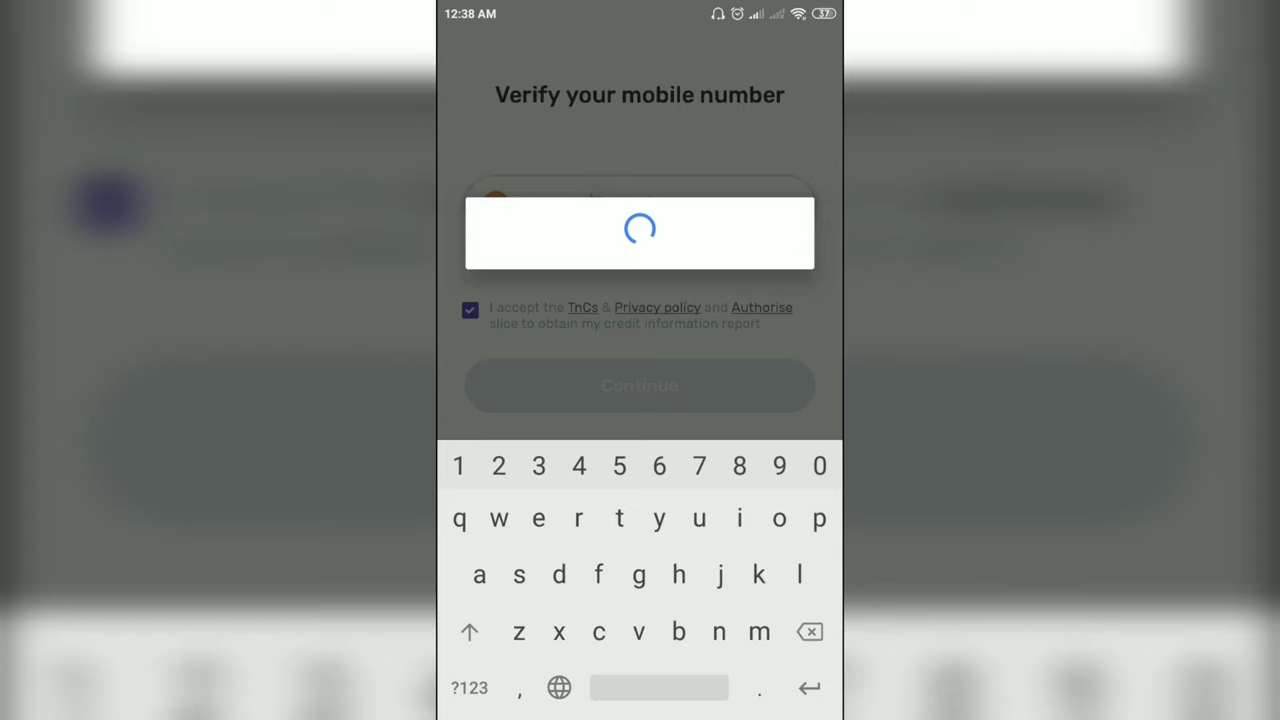 12:38 AM
37
Verify your mobile number
I accept the TnCs & Privacy policy and Authorise
slice to obtain my credit information report
Continue
1 2 3 4 5 6 7 8 9 0
q w e r t y u i o p
a s d f g h j k l
z x c v b n m
?123 , .